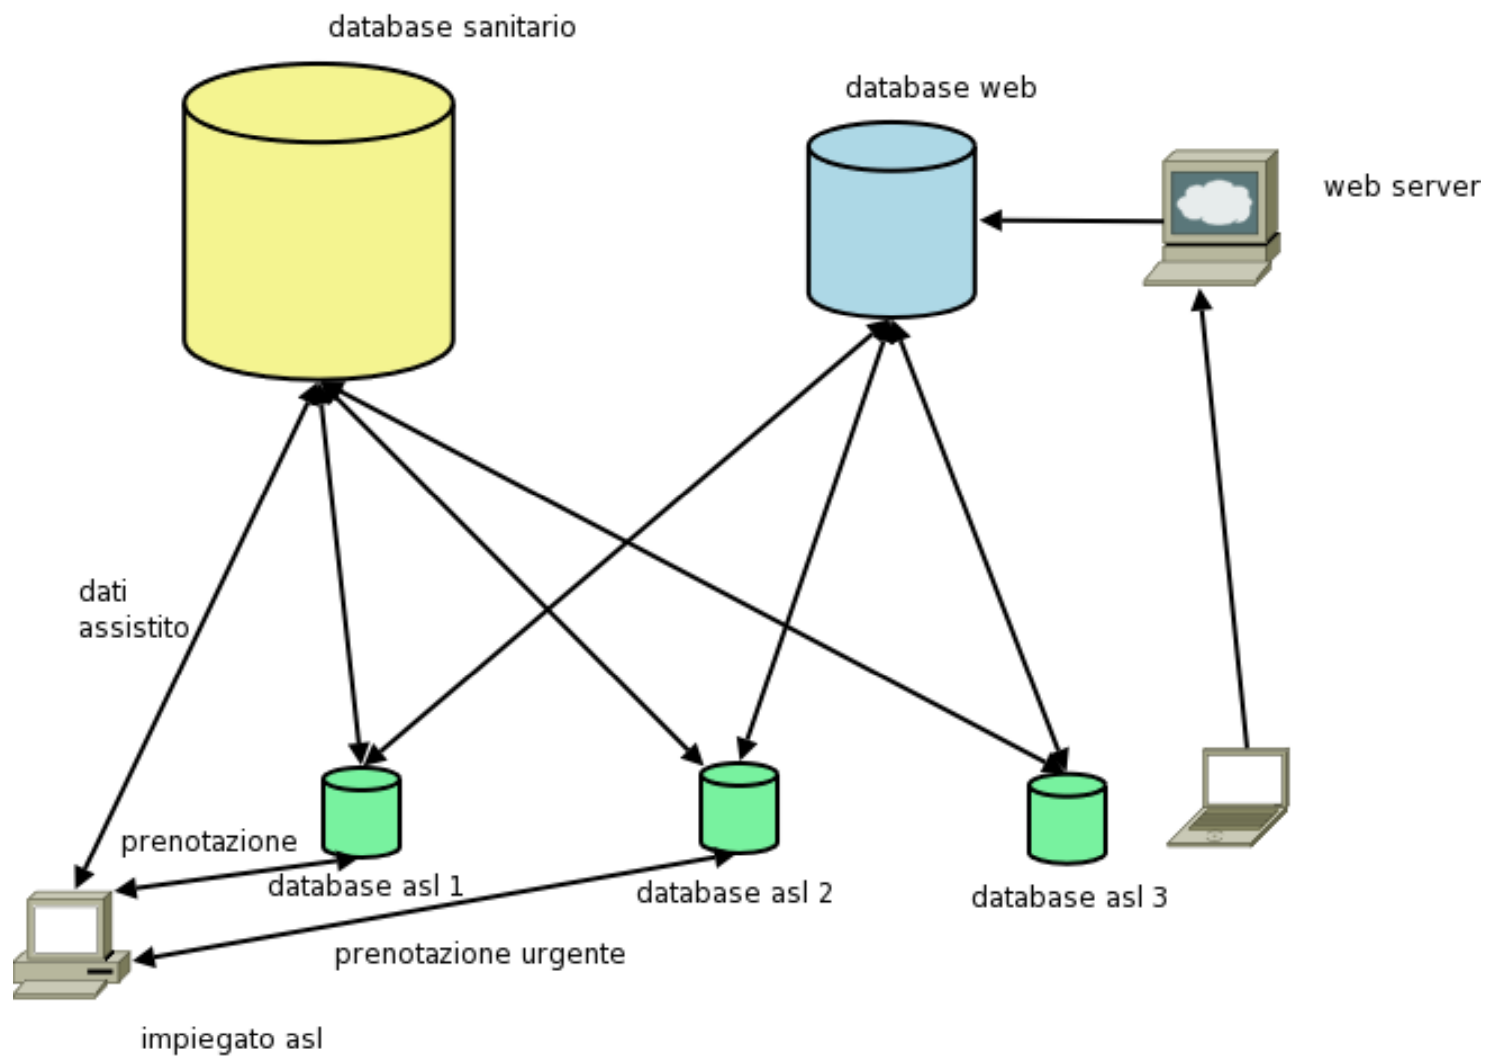 database sanitario
database web
web server
dati
assistito
prenotazione
database asl 1
database asl 2
database asl 3
prenotazione urgente
impiegato asl